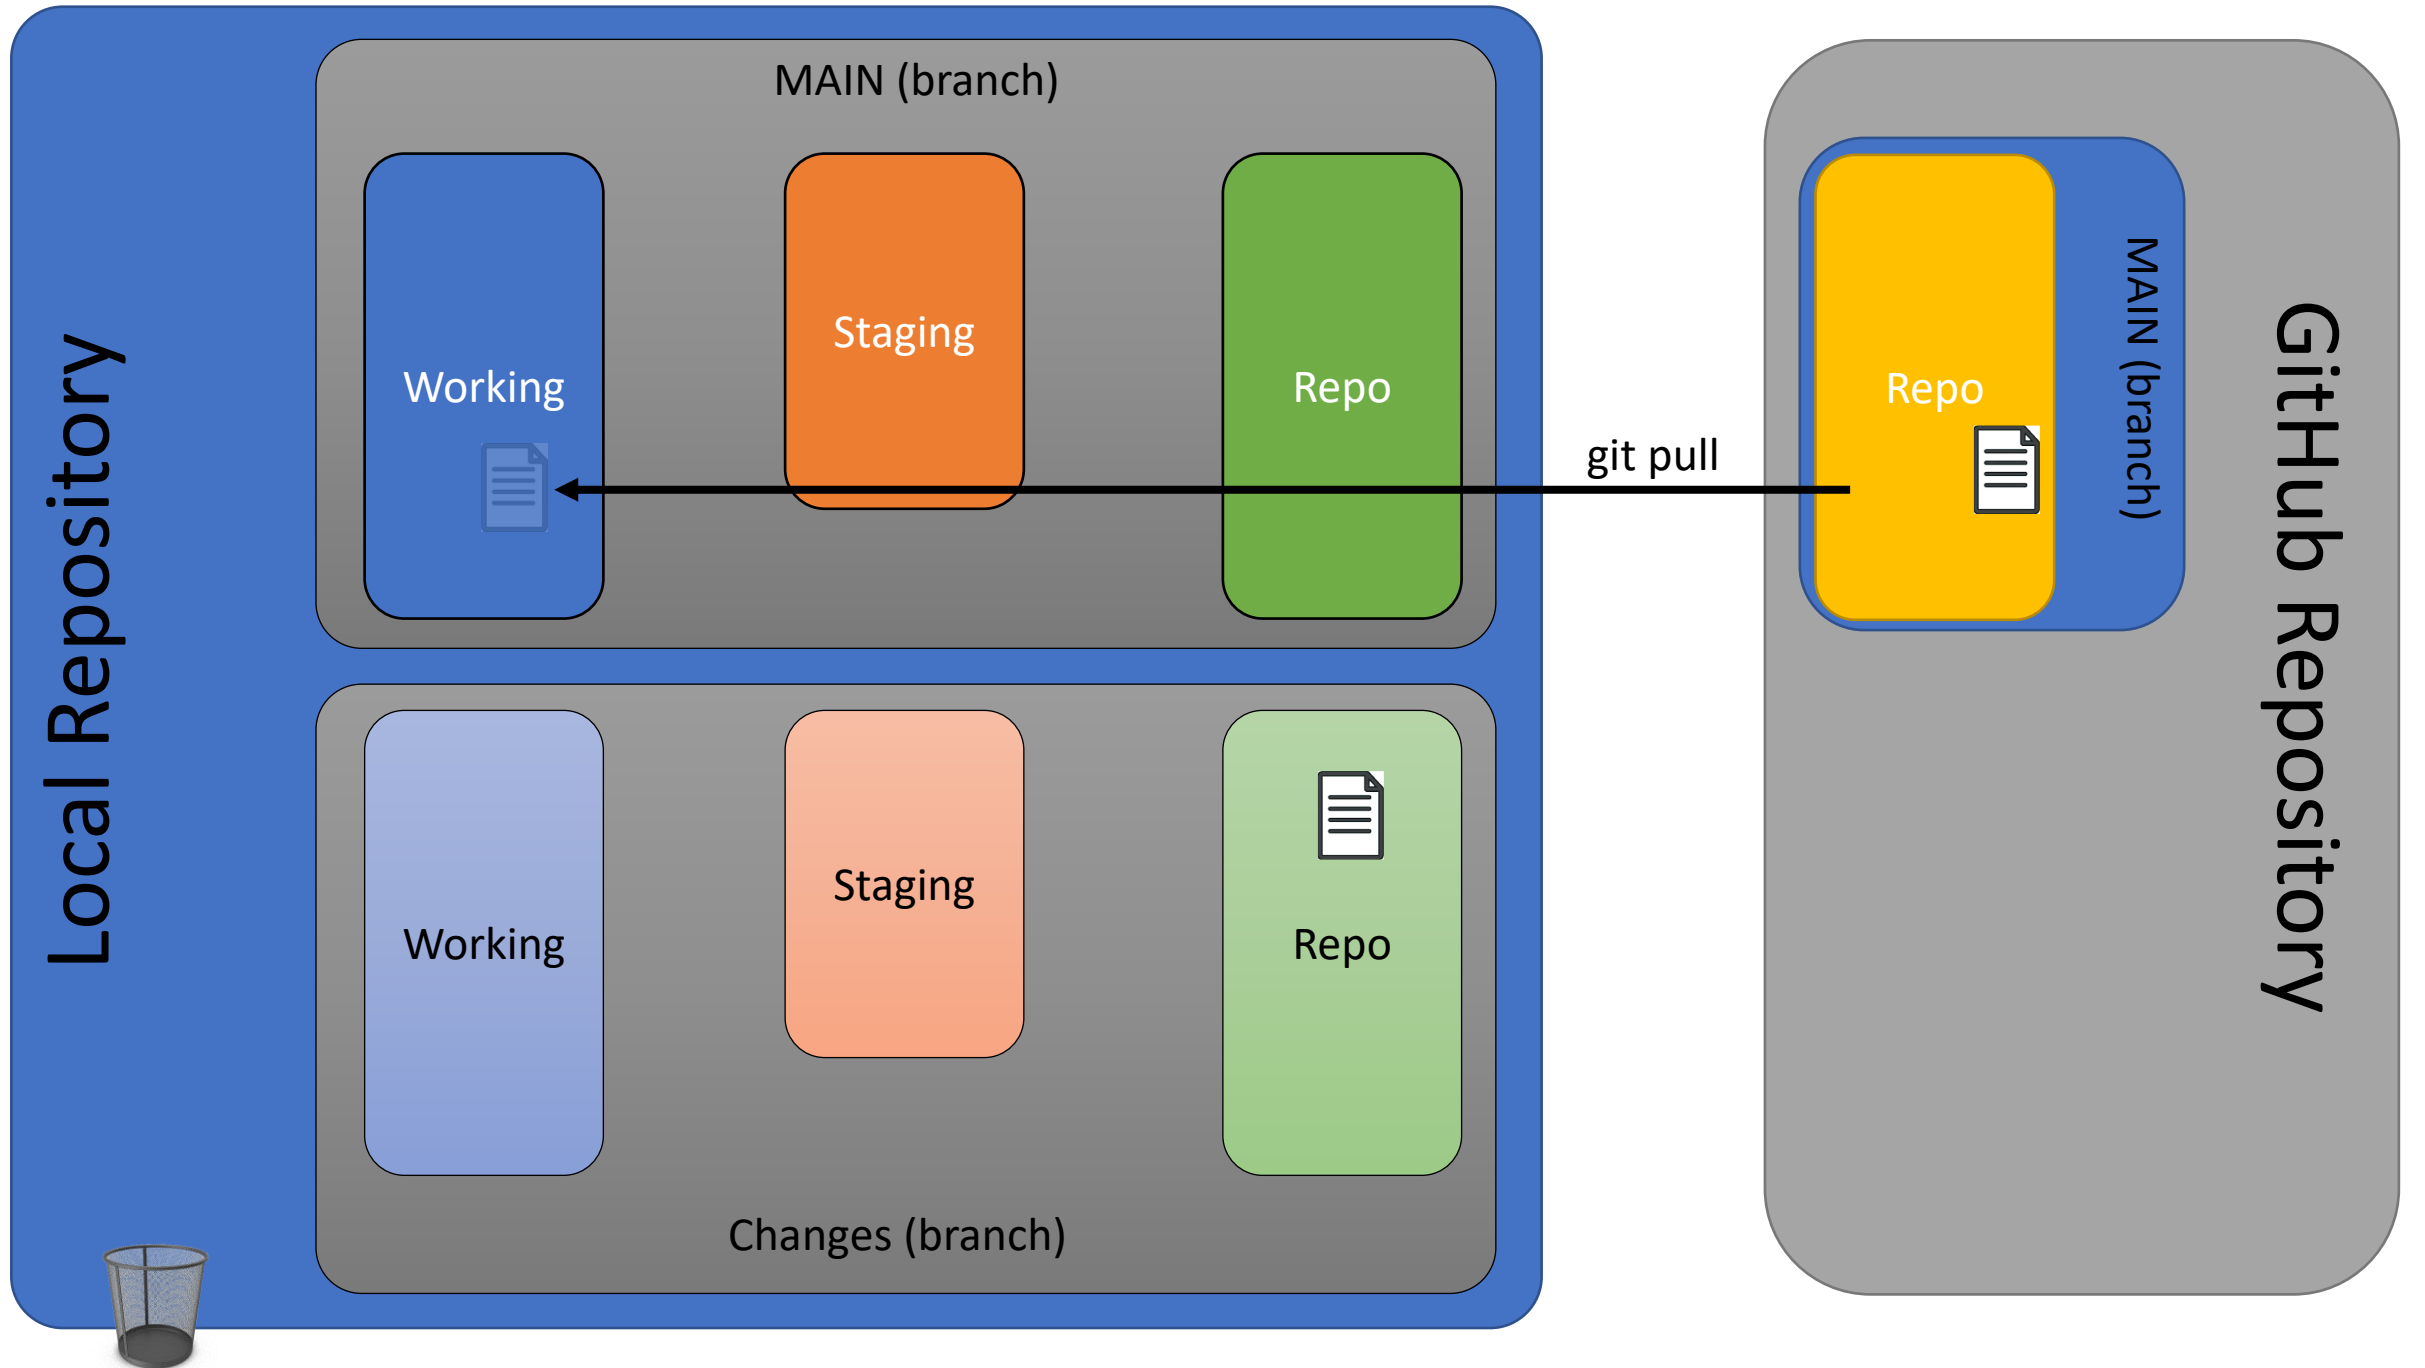 Local Repository
MAIN (branch)
Working
Staging
Repo
git pull
Repo
MAIN (branch)
GitHub Repository
Working
Staging
Repo
Changes (branch)